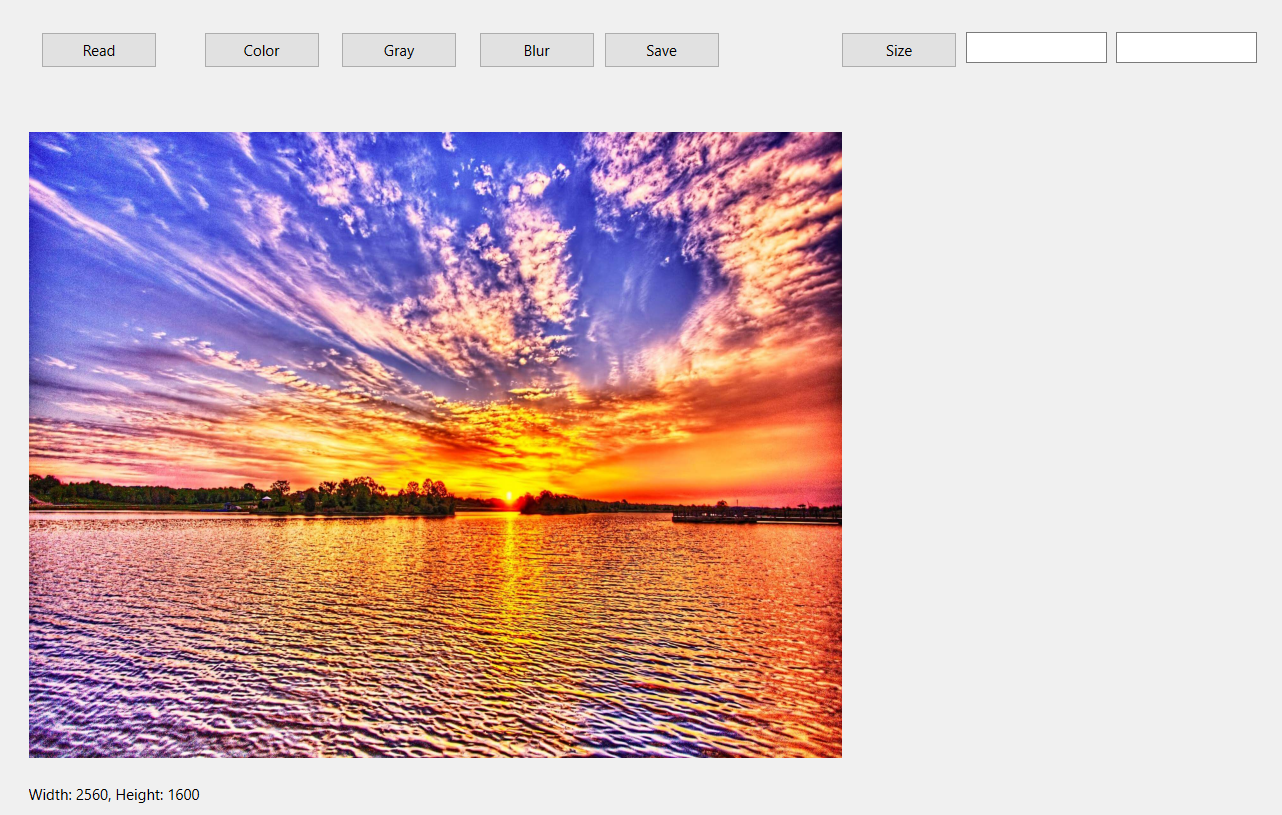 Read Color Gray Blur Save Size
Width: 2560, Height: 1600